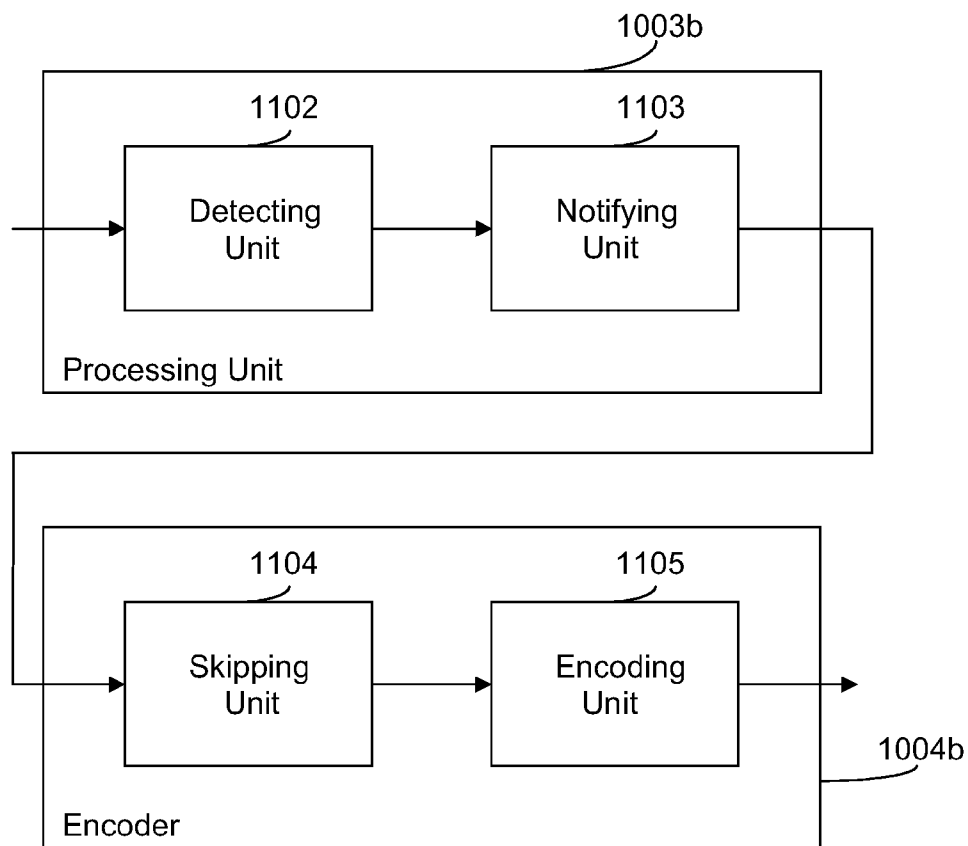 1003b
1102
1103
Detecting
Unit
Notifying
Unit
Processing Unit
1104
1105
Skipping
Unit
Encoding
Unit
1004b
Encoder